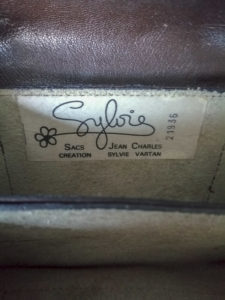 Sylvie
21936
SACS JEAN CHARLES
CREATION SYLVIE VARTAN